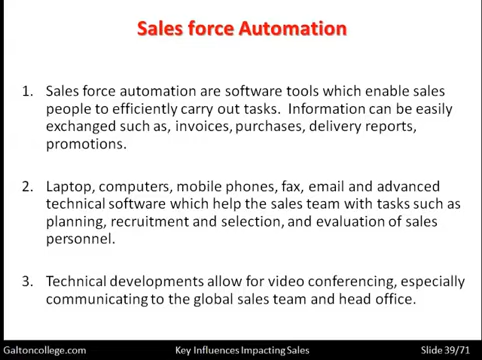 Sales force Automation
1. Sales force automation are software tools which enable sales
people to efficiently carry out tasks. Information can be easily
exchanged such as, invoices, purchases, delivery reports,
promotions.
2. Laptop, computers, mobile phones, fax, email and advanced
technical software which help the sales team with tasks such as
planning, recruitment and selection, and evaluation of sales
personnel.
3. Technical developments allow for video conferencing, especially
communicating to the global sales team and head office.
Galtoncollege.com Key Influences Impacting Sales Slide 39/71